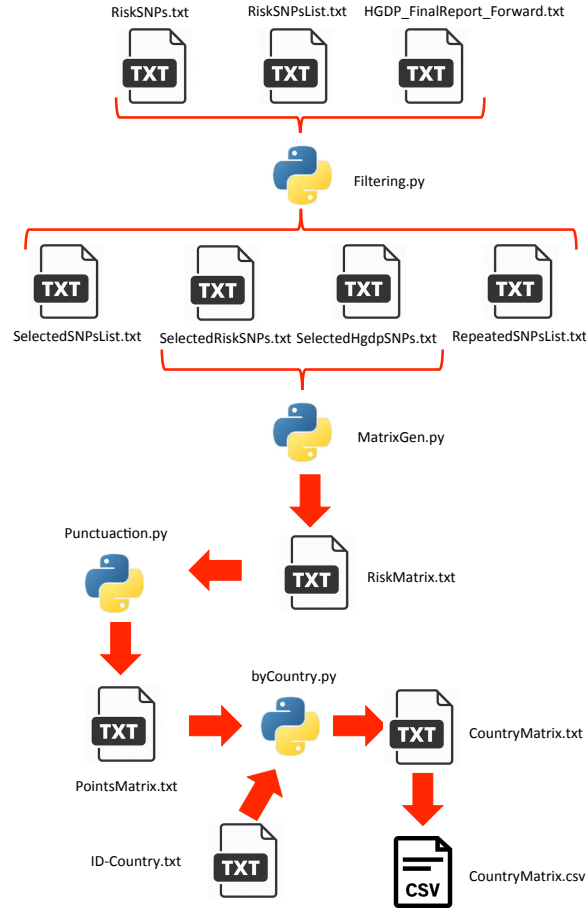 RiskSNPs.txt
RiskSNPsList.txt
HGDP_FinalReport_Forward.txt
TXT
TXT
TXT
Filtering.py
TXT
TXT
TXT
TXT
SelectedSNPsList.txt
SelectedRiskSNPs.txt
SelectedHgdpSNPs.txt
RepeatedSNPsList.txt
MatrixGen.py
Punctuaction.py
TXT
RiskMatrix.txt
byCountry.py
TXT
TXT
CountryMatrix.txt
PointsMatrix.txt
ID-Country.txt
TXT
CSV
CountryMatrix.csv